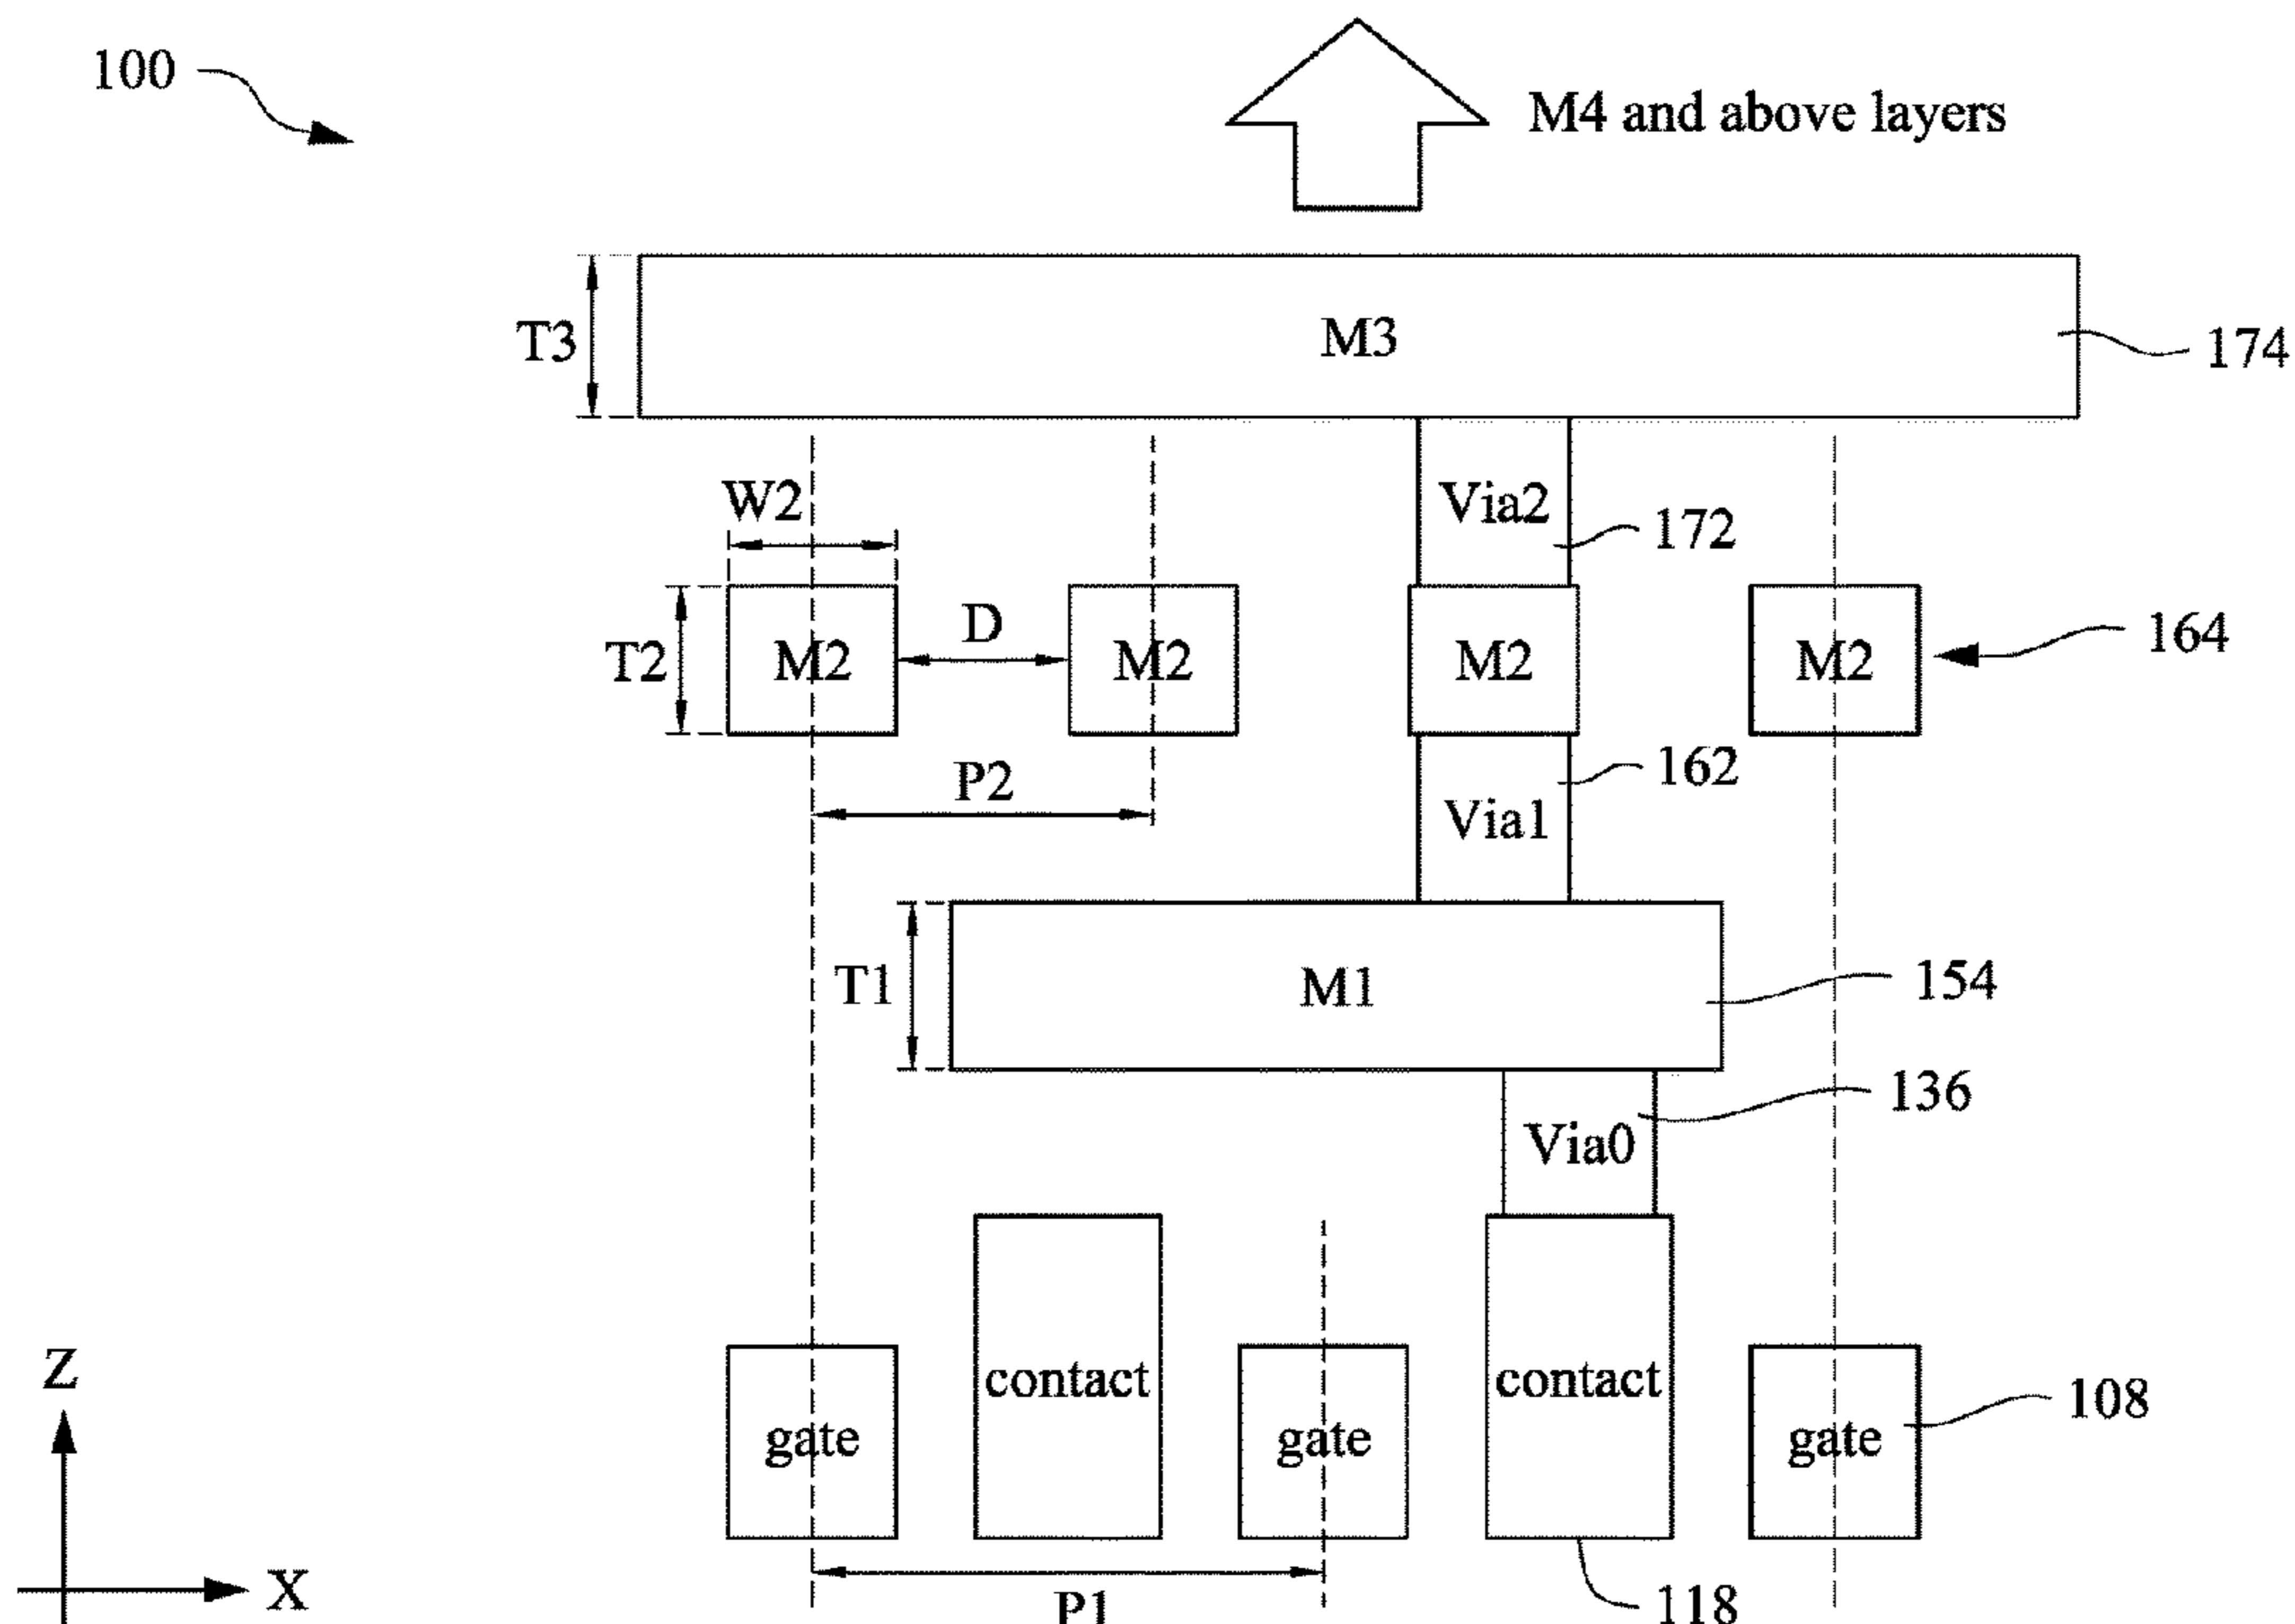 100
M4 and above layers
T3
M3
174
W2
Via2
172
T2
M2
D
M2
M2
M2
164
P2
Via1
162
T1
M1
154
Via0
136
Z
gate
contact
gate
contact
gate
108
X
P1
118